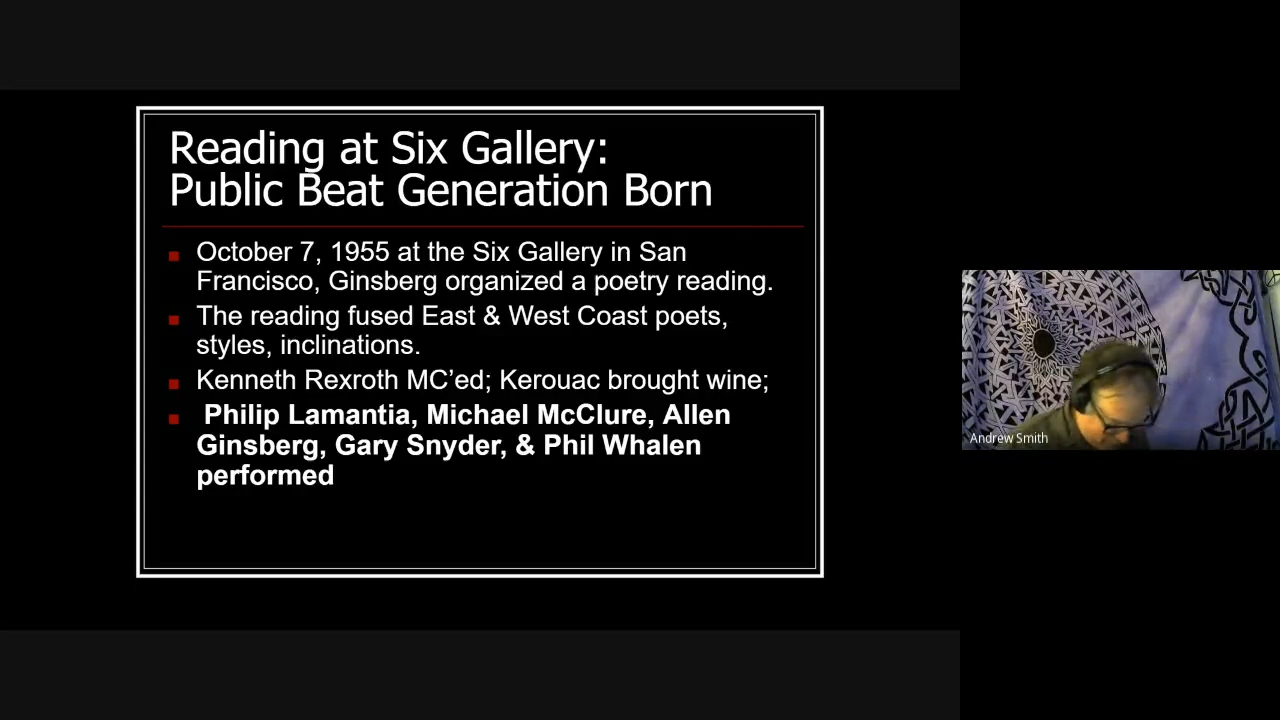 Reading at Six Gallery:
Public Beat Generation Born
October 7, 1955 at the Six Gallery in San
Francisco, Ginsberg organized a poetry reading.
The reading fused East & West Coast poets,
styles, inclinations.
Kenneth Rexroth MC’ed; Kerouac brought wine;
Philip Lamantia, Michael McClure, Allen
Ginsberg, Gary Snyder, & Phil Whalen
performed
Andrew Smith